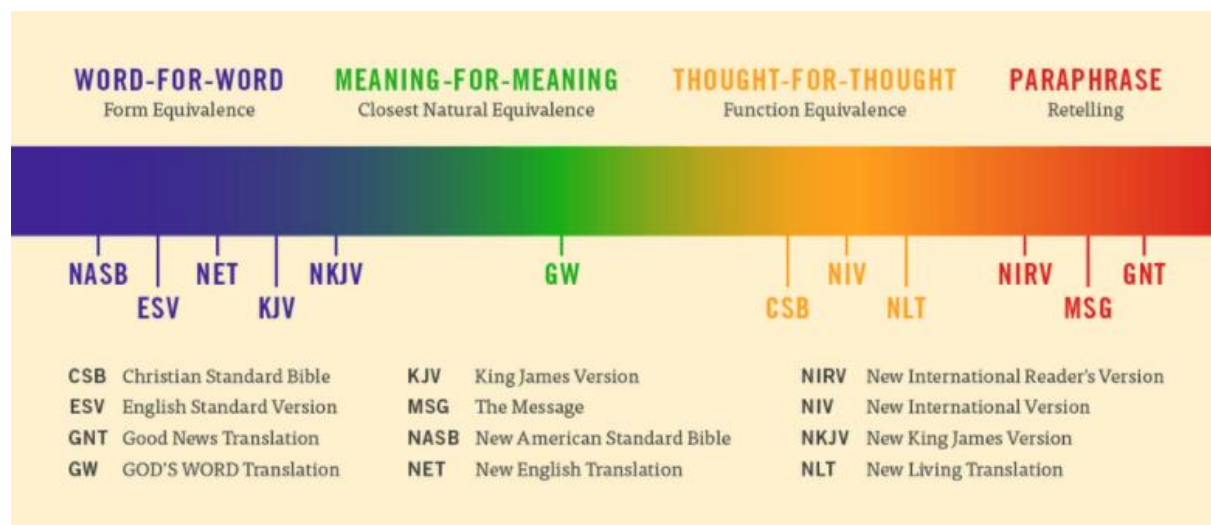 WORD-FOR-WORD MEANING-FOR-MEANING THOUGHT-FOR-THOUGHT PARAPHRASE
Form Equivalence Closest Natural Equivalence Function Equivalence Retelling
NASB NET NKJV GW NIV NIRV GNT
ESV KJV CSB NLT MSG
CSB Christian Standard Bible KJV King James Version NIRV New International Reader's Version
ESV English Standard Version MSG The Message NIV New International Version
GNT Good News Translation NASB New American Standard Bible NKJV New King James Version
GW GOD'S WORD Translation NET New English Translation NLT New Living Translation